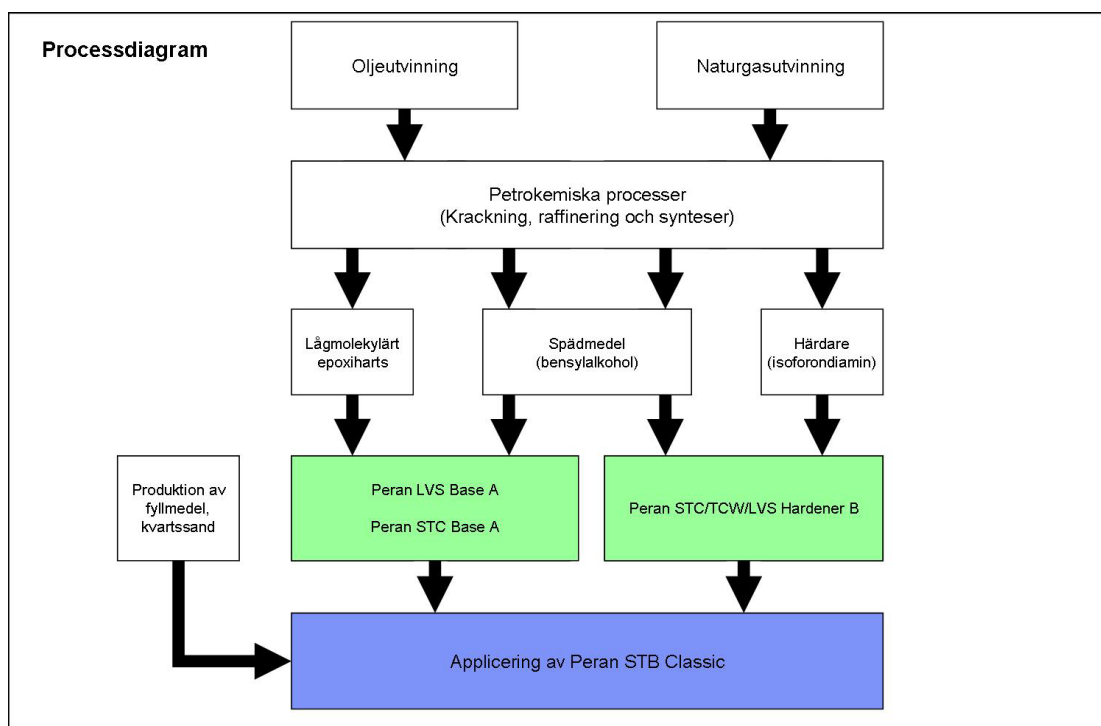 Processdiagram
Oljeutvinning
Naturgasutvinning
Petrokemiska processer
(Krackning, raffinering och synteser)
Lågmolekylärt
epoxiharts
Spädmedel
(bensylalkohol)
Härdare
(isoforondiamin)
Produktion av
fyllmedel,
kvartssand
Peran LVS Base A
Peran STC Base A
Peran STC/TCW/LVS Hardener B
Applicering av Peran STB Classic